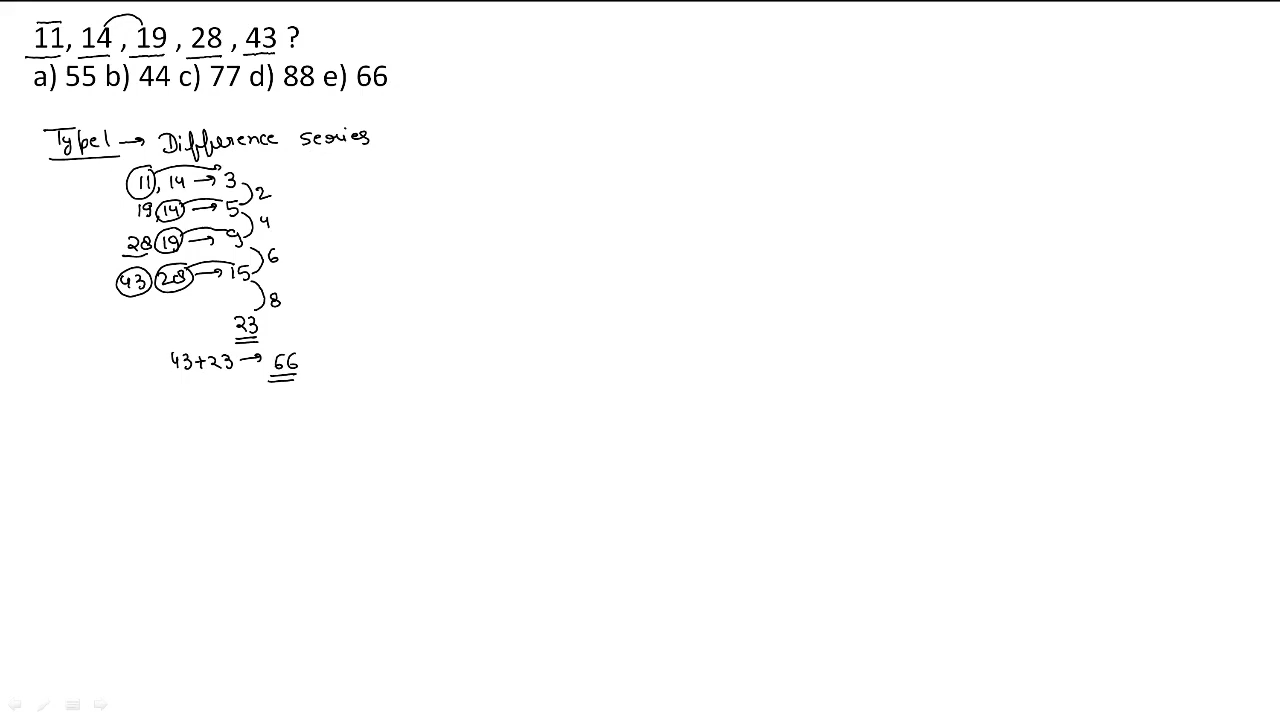 11, 14 , 19 , 28 , 43 ?
a) 55 b) 44 c) 77 d) 88 e) 66
Type1 → Difference series
11, 14 → 3
2
19, 14 → 5
4
28 19 → 9
6
43 28 → 15
8
23
43+23 → 66